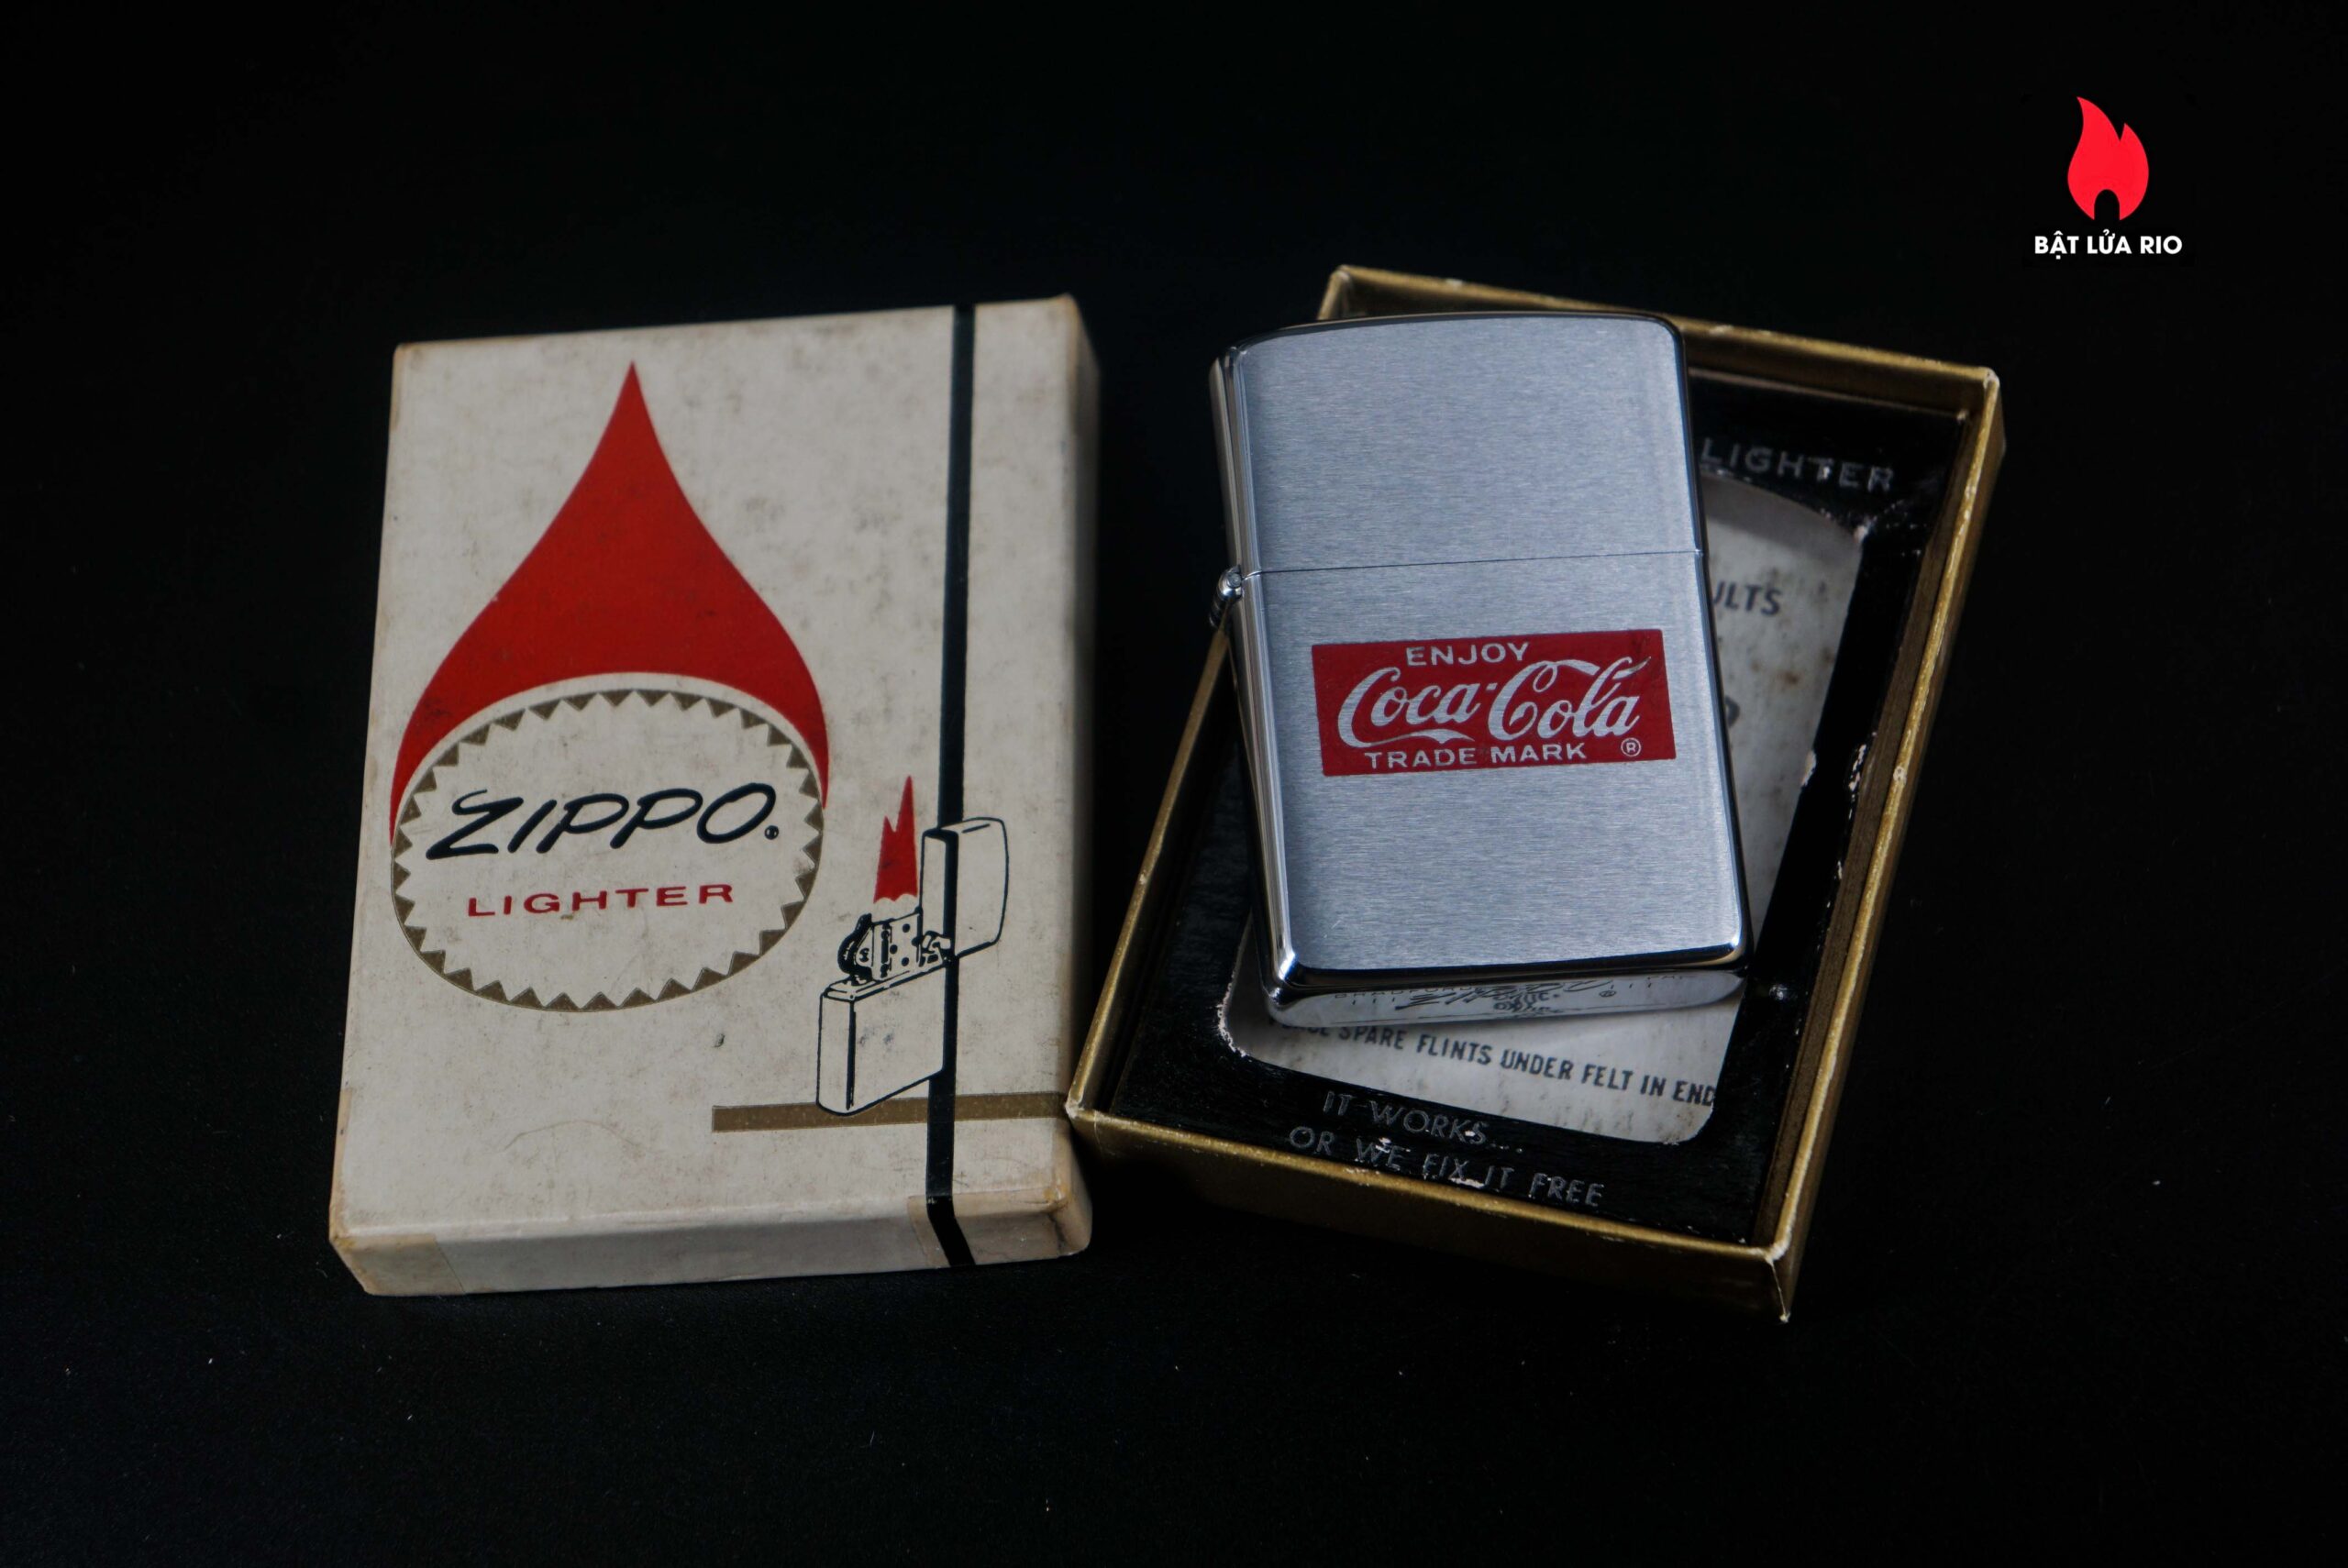 BẬT LỬA RIO
ZIPPO
LIGHTER
LIGHTER
ENJOY
Coca-Cola
TRADE MARK ®
SPARE FLINTS UNDER FELT IN END
IT WORKS...
OR WE FIX IT FREE